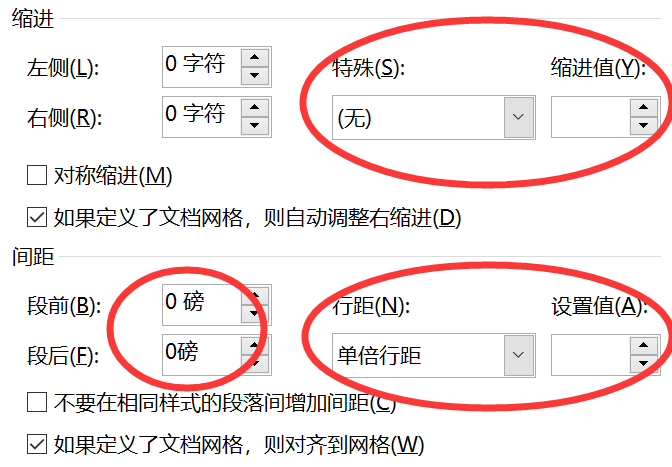 缩进
左侧(L): 0 字符 特殊(S): 缩进值(Y):
右侧(R): 0 字符 (无)
对称缩进(M)
如果定义了文档网格，则自动调整右缩进(D)
间距
段前(B): 0 磅 行距(N): 设置值(A):
段后(F): 0磅 单倍行距
不要在相同样式的段落间增加间距(C)
如果定义了文档网格，则对齐到网格(W)